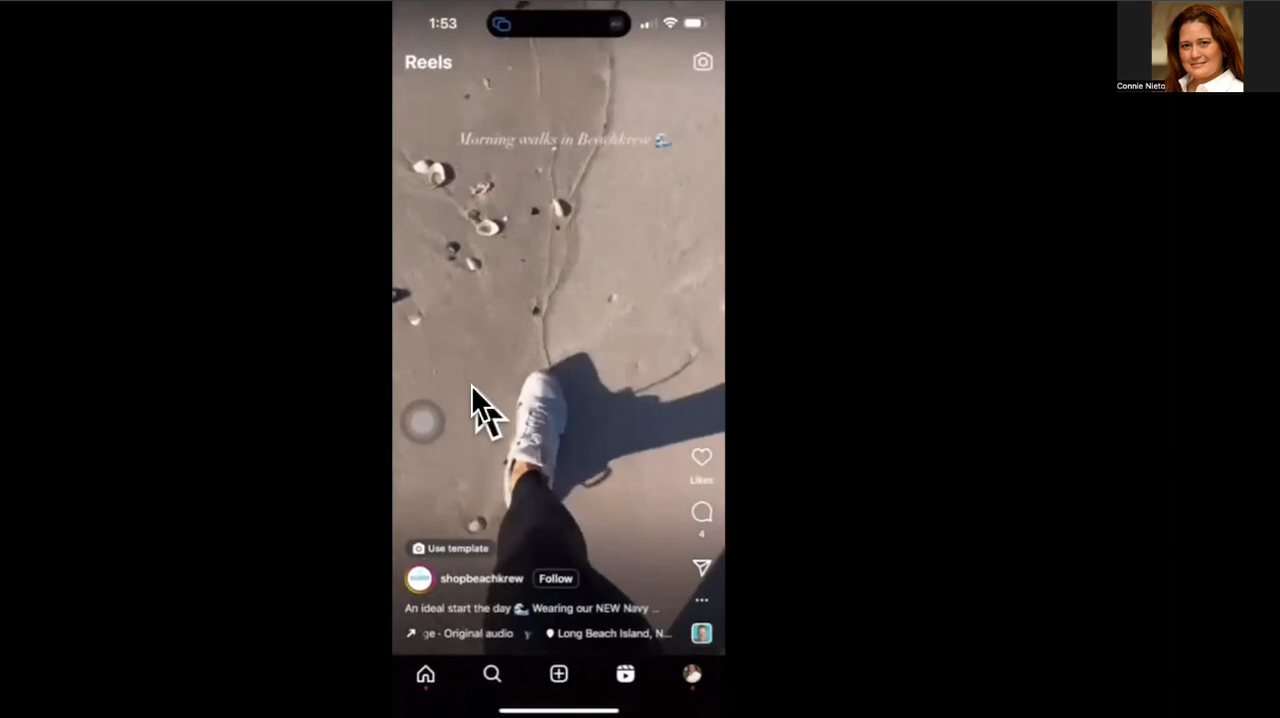 1:53
Reels
Connie Nieto
Morning walks in Beachkrew 🌊
Likes
4
Use template
shopbeachkrew
Follow
An ideal start the day 🌊 Wearing our NEW Navy ...
ge · Original audio
Long Beach Island, N...